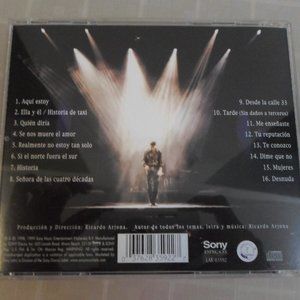 1. Aquí estoy
2. Ella y él / Historia de taxi
3. Quién diría
4. Se nos muere el amor
5. Realmente no estoy tan solo
6. Si el norte fuera el sur
7. Historia
8. Señora de las cuatro décadas
9. Desde la calle 33
10. Tarde (Sin daños a terceros)
11. Me enseñaste
12. Tu reputación
13. Te conozco
14. Dime que no
15. Mujeres
16. Desnuda
Producción y Dirección: Ricardo Arjona. Autor de todos los temas, letra y música: Ricardo Arjona.
Sony